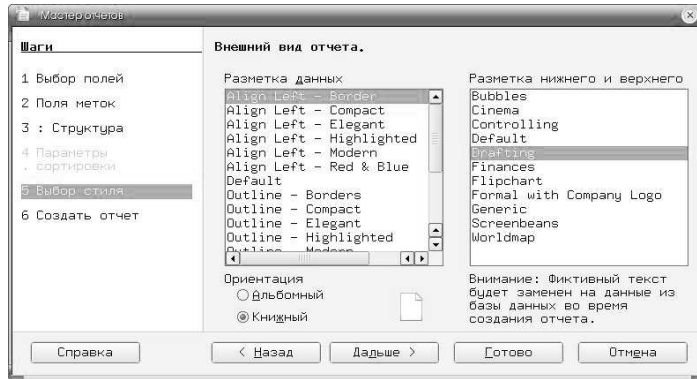 Мастер отчетов
Шаги
1 Выбор полей
2 Поля меток
3 : Структура
4 Параметры
. сортировки
5 Выбор стиля
6 Создать отчет
Внешний вид отчета.
Разметка данных
Align Left - Border
Align Left - Compact
Align Left - Elegant
Align Left - Highlighted
Align Left - Modern
Align Left - Red & Blue
Default
Outline - Borders
Outline - Compact
Outline - Elegant
Outline - Highlighted
Outline - Modern
Разметка нижнего и верхнего
Bubbles
Cinema
Controlling
Default
Drafting
Finances
Flipchart
Formal with Company Logo
Generic
Screenbeans
Worldmap
Ориентация
Альбомный
Книжный
Внимание: Фиктивный текст
будет заменен на данные из
базы данных во время
создания отчета.
Справка
< Назад
Дальше >
Готово
Отмена